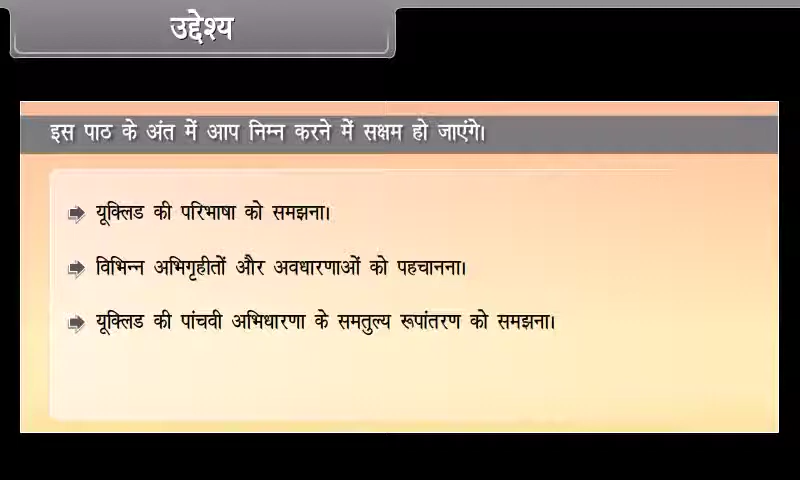 उद्देश्य
इस पाठ के अंत में आप निम्न करने में सक्षम हो जाएंगे।
यूक्लिड की परिभाषा को समझना।
विभिन्न अभिगृहीतों और अवधारणाओं को पहचानना।
यूक्लिड की पांचवी अभिधारणा के समतुल्य रूपांतरण को समझना।